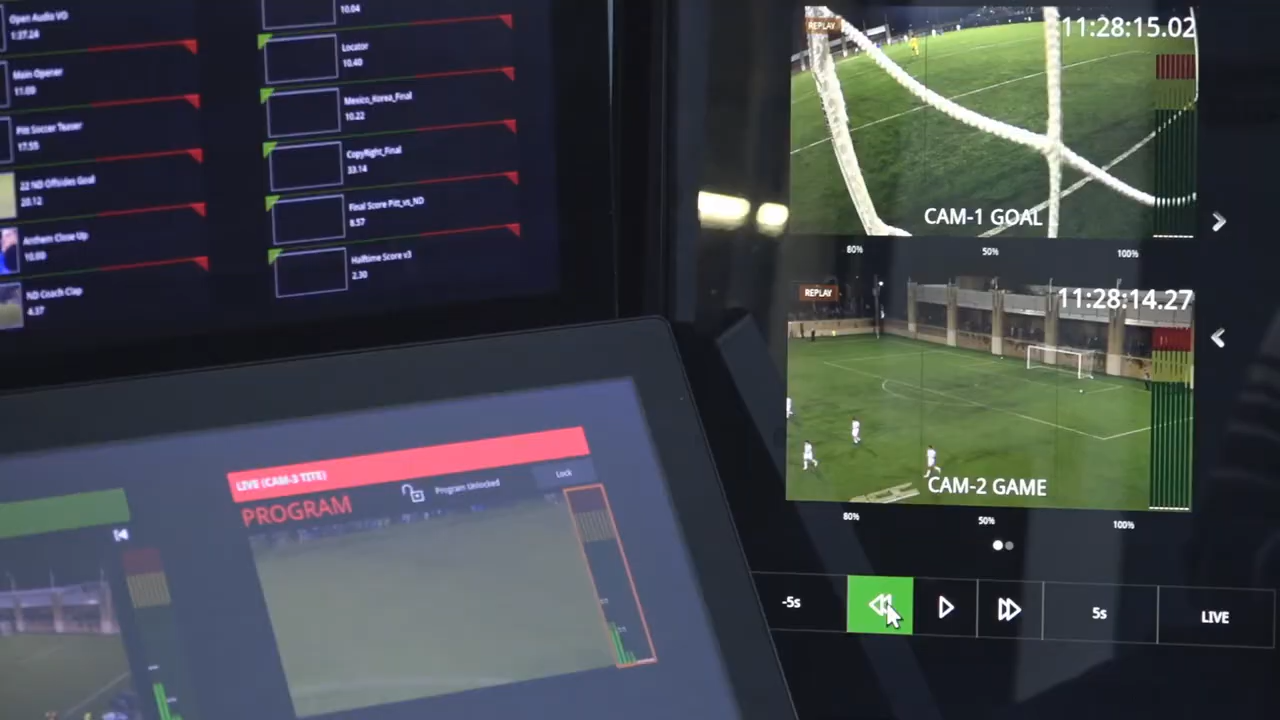 Open Audio VO
1:37.24
Main Opener
11.00
Pitt Soccer Teaser
17.55
22 ND Offsides Goal
20.12
Anthem Close Up
10.00
ND Coach Clap
4.37
10.04
Locator
10.40
Mexico_Korea_Final
10.22
CopyRight_Final
33.14
Final Score Pitt_vs_ND
8.57
Halftime Score v3
2.30
LIVE (CAM-3 TITE)
PROGRAM
Program Unlocked
Lock
REPLAY
11:28:15.02
CAM-1 GOAL
80%
50%
100%
REPLAY
11:28:14.27
CAM-2 GAME
80%
50%
100%
-5s
5s
LIVE